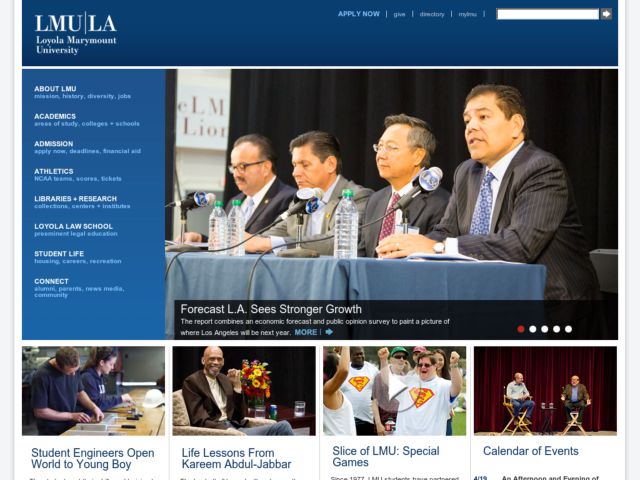 LMU|LA
Loyola Marymount
University
APPLY NOW | give | directory | mylmu |
ABOUT LMU
mission, history, diversity, jobs
ACADEMICS
areas of study, colleges + schools
ADMISSION
apply now, deadlines, financial aid
ATHLETICS
NCAA teams, scores, tickets
LIBRARIES + RESEARCH
collections, centers + institutes
LOYOLA LAW SCHOOL
preeminent legal education
STUDENT LIFE
housing, careers, recreation
CONNECT
alumni, parents, news media,
community
e LM
Lion
Forecast L.A. Sees Stronger Growth
The report combines an economic forecast and public opinion survey to paint a picture of
where Los Angeles will be next year. MORE |
Student Engineers Open
World to Young Boy
Life Lessons From
Kareem Abdul-Jabbar
Slice of LMU: Special
Games
Since 1977, LMU students have partnered
Calendar of Events
4/19 An Afternoon and Evening of